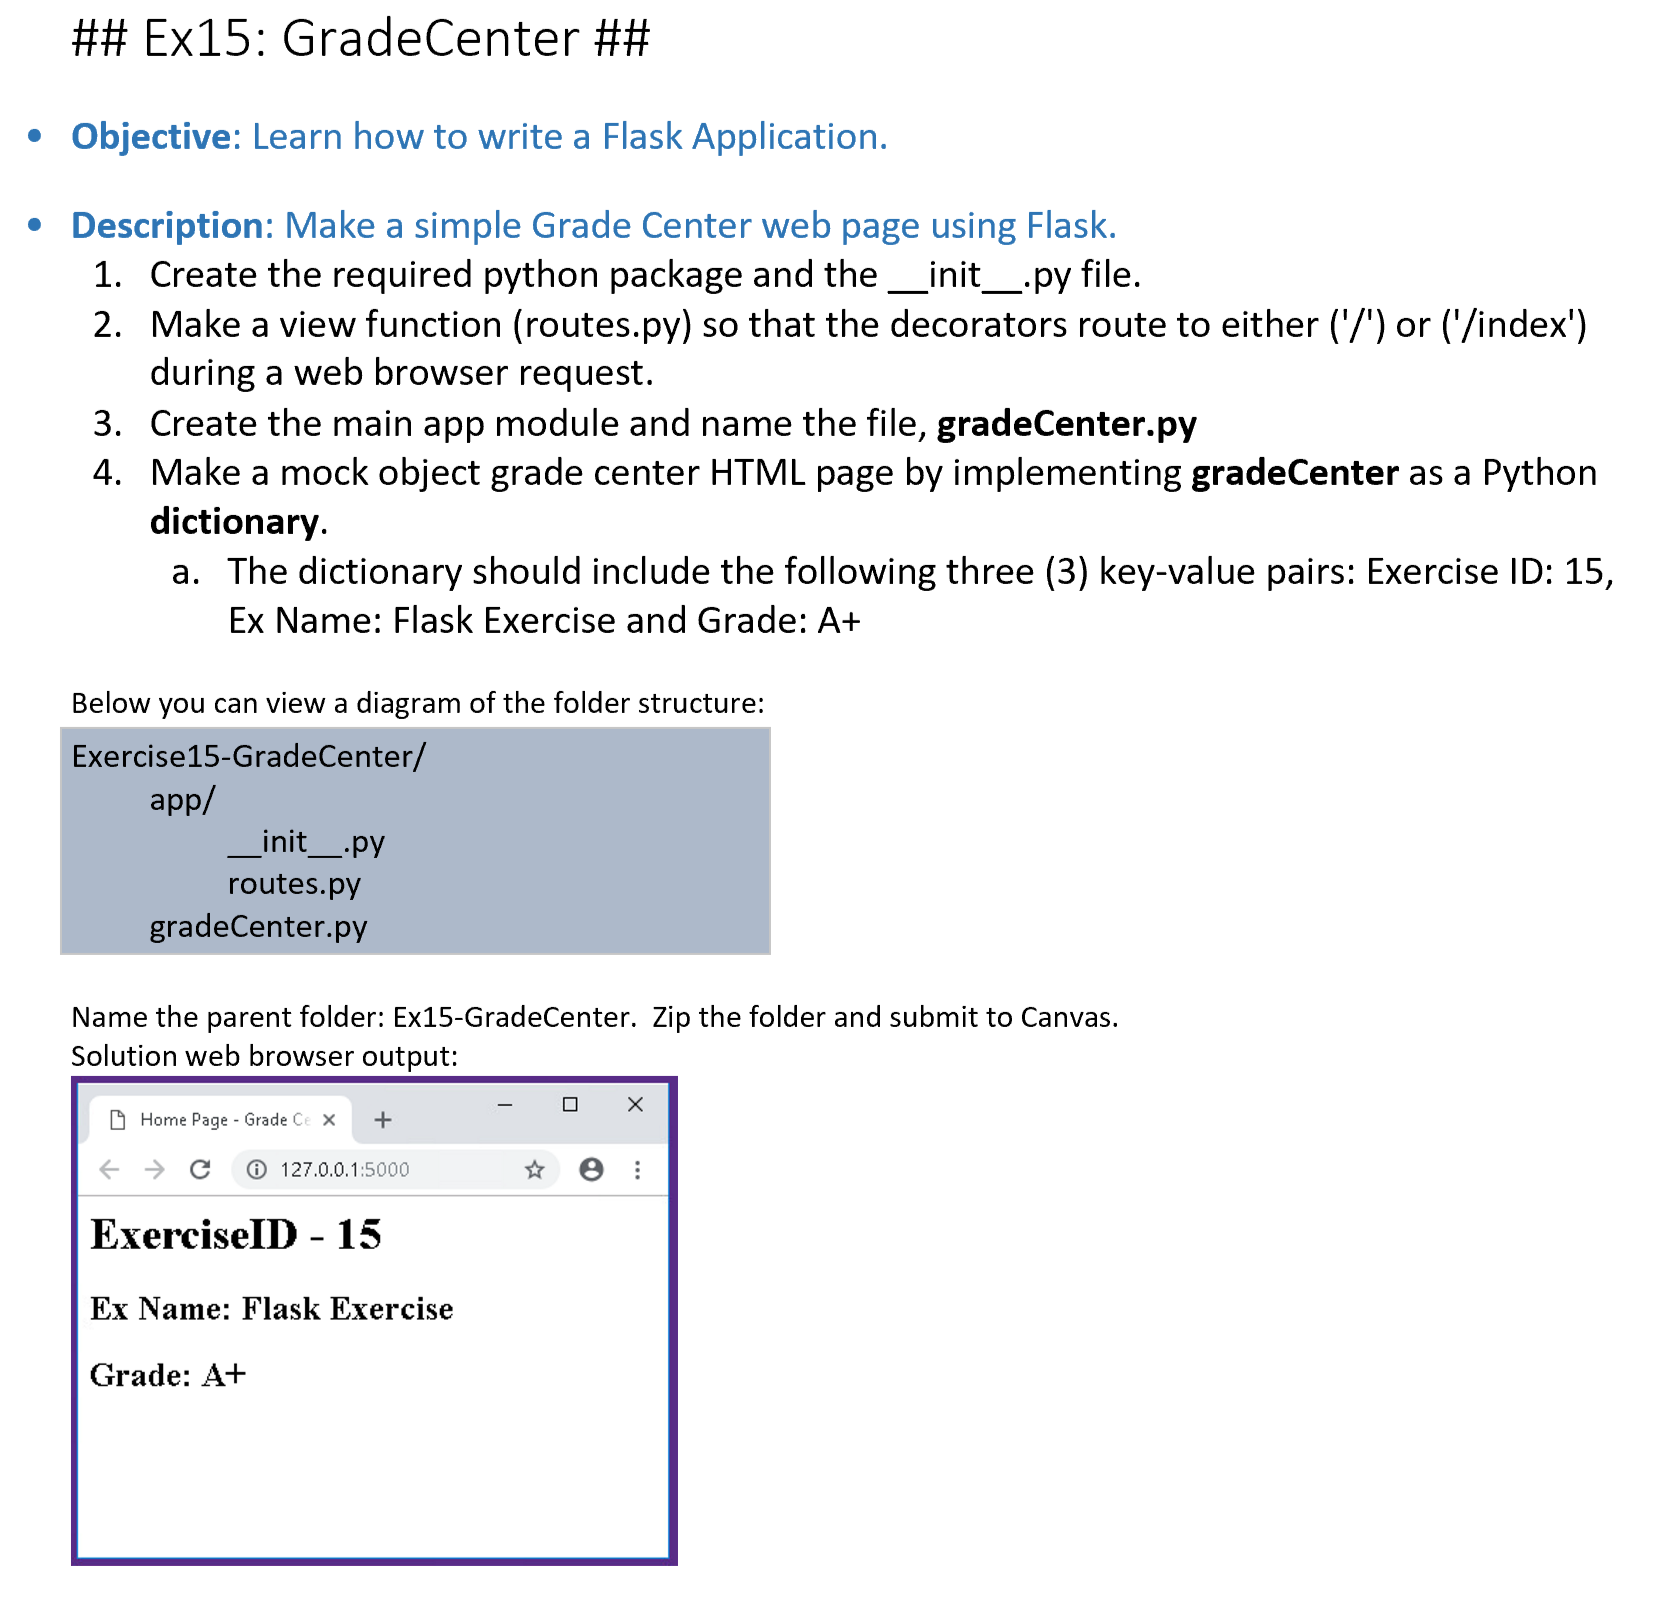 ## Ex15: GradeCenter ##
• Objective: Learn how to write a Flask Application.
• Description: Make a simple Grade Center web page using Flask.
1. Create the required python package and the __init__.py file.
2. Make a view function (routes.py) so that the decorators route to either ('/') or ('/index')
during a web browser request.
3. Create the main app module and name the file, gradeCenter.py
4. Make a mock object grade center HTML page by implementing gradeCenter as a Python
dictionary.
a. The dictionary should include the following three (3) key-value pairs: Exercise ID: 15,
Ex Name: Flask Exercise and Grade: A+
Below you can view a diagram of the folder structure:
Exercise15-GradeCenter/
app/
__init__.py
routes.py
gradeCenter.py
Name the parent folder: Ex15-GradeCenter. Zip the folder and submit to Canvas.
Solution web browser output:
Home Page - Grade Ce
127.0.0.1:5000
ExerciseID - 15
Ex Name: Flask Exercise
Grade: A+